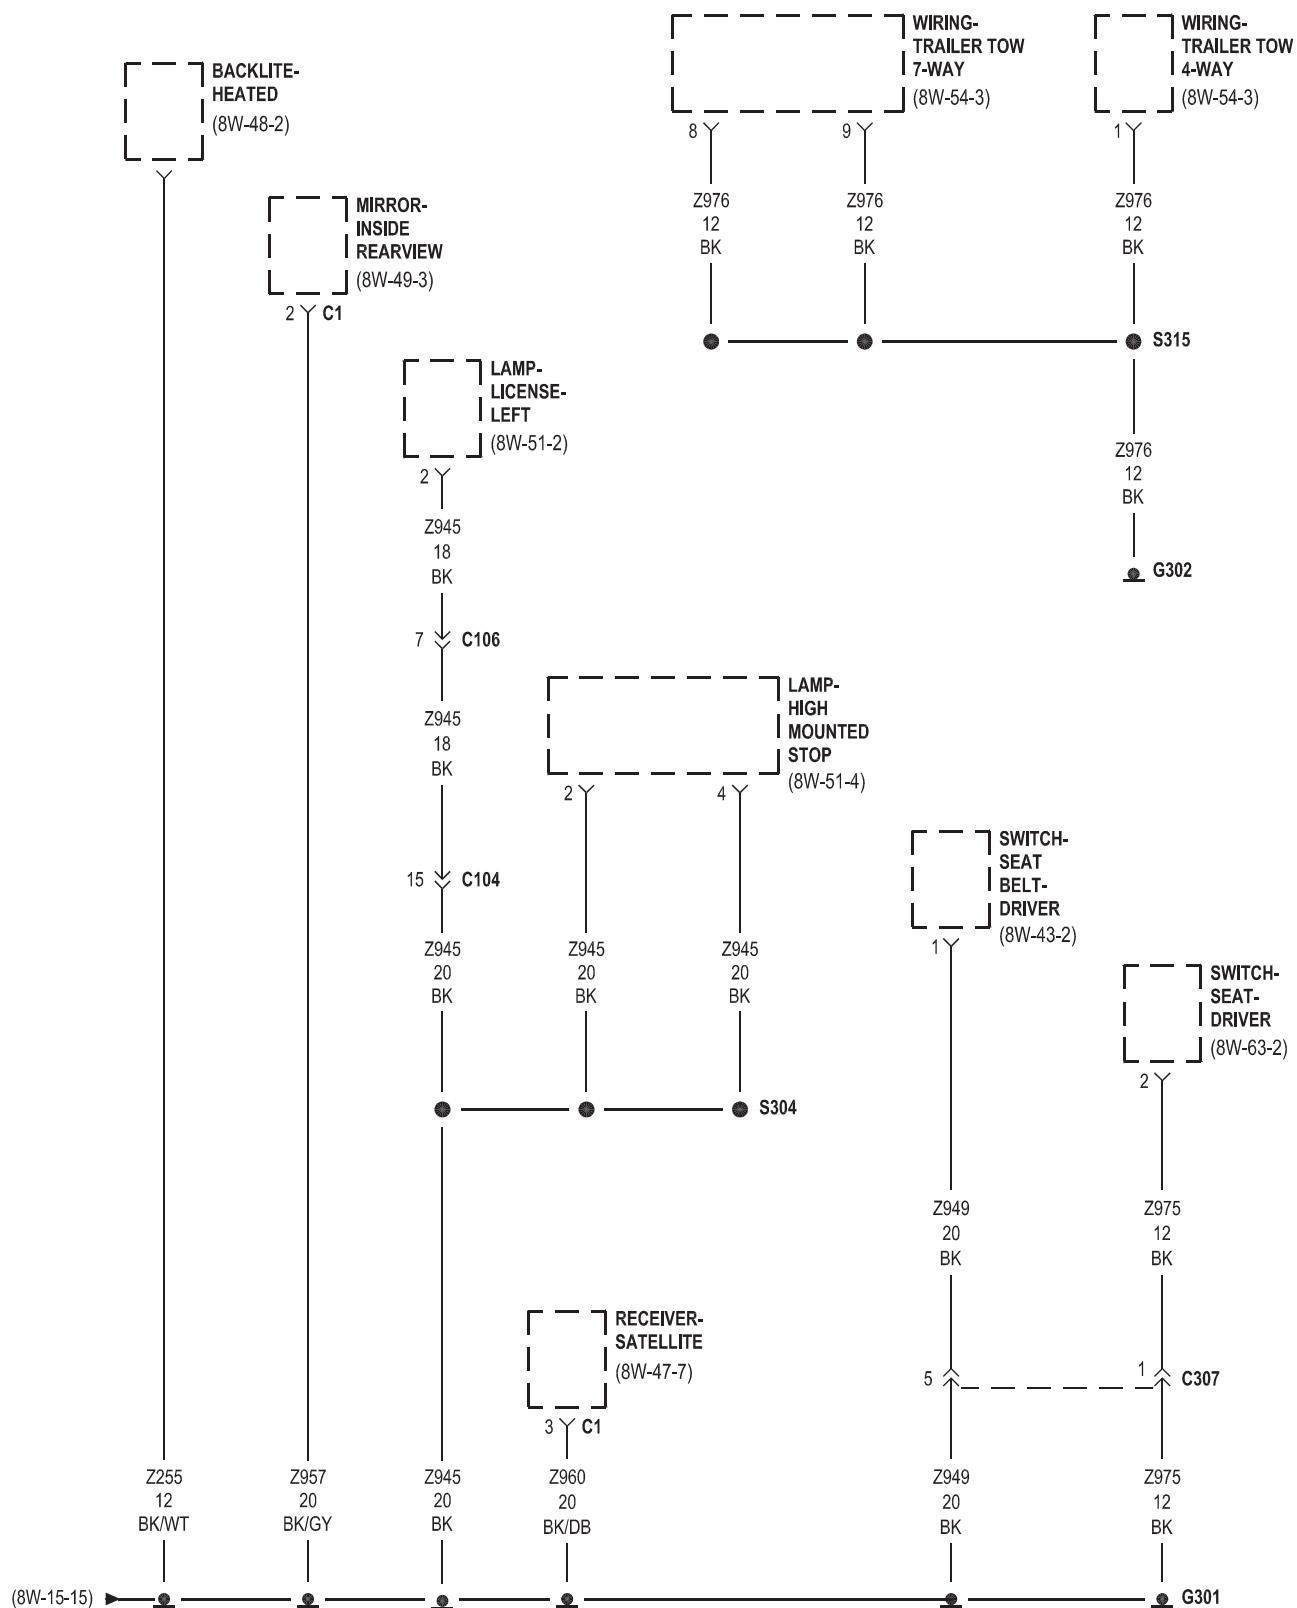 WIRING-
TRAILER TOW
7-WAY
(8W-54-3)
WIRING-
TRAILER TOW
4-WAY
(8W-54-3)
BACKLITE-
HEATED
(8W-48-2)
8
9
1
MIRROR-
INSIDE
REARVIEW
(8W-49-3)
Z976
12
BK
Z976
12
BK
Z976
12
BK
2
C1
S315
LAMP-
LICENSE-
LEFT
(8W-51-2)
2
Z976
12
BK
Z945
18
BK
G302
7
C106
LAMP-
HIGH
MOUNTED
STOP
(8W-51-4)
Z945
18
BK
2
4
SWITCH-
SEAT
BELT-
DRIVER
(8W-43-2)
15
C104
1
Z945
20
BK
Z945
20
BK
Z945
20
BK
SWITCH-
SEAT-
DRIVER
(8W-63-2)
2
S304
Z949
20
BK
Z975
12
BK
RECEIVER-
SATELLITE
(8W-47-7)
5
1
C307
3
C1
Z255
12
BK/WT
Z957
20
BK/GY
Z945
20
BK
Z960
20
BK/DB
Z949
20
BK
Z975
12
BK
(8W-15-15)
G301